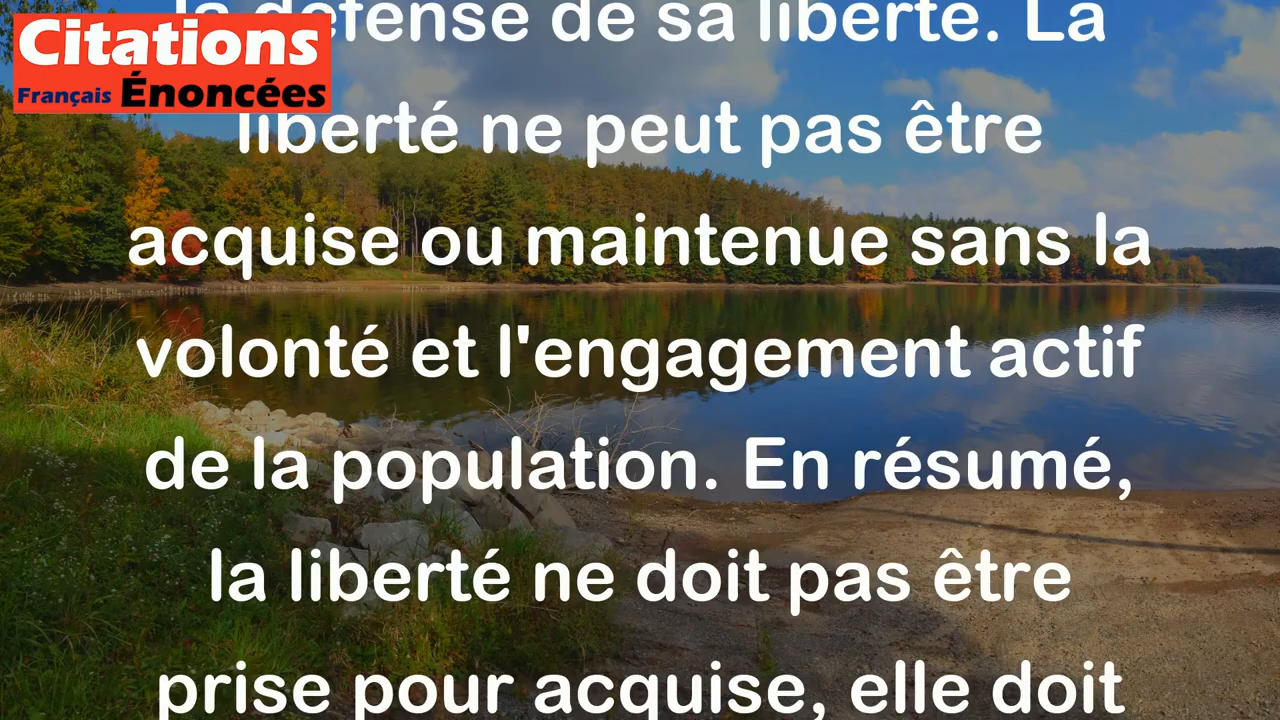 Citations
Français Énoncées
la défense de sa liberté. La
liberté ne peut pas être
acquise ou maintenue sans la
volonté et l'engagement actif
de la population. En résumé,
la liberté ne doit pas être
prise pour acquise, elle doit